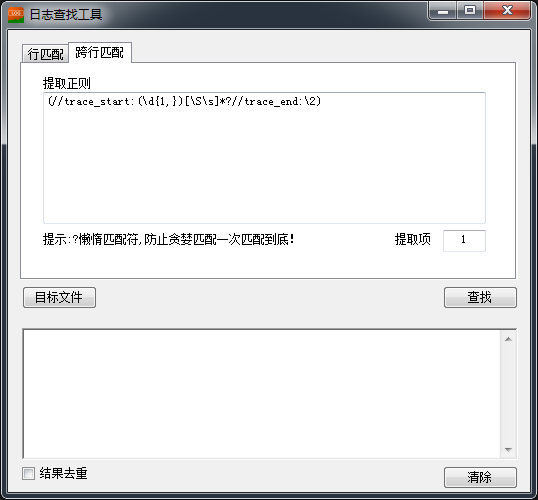 LOG
日志查找工具
行匹配
跨行匹配
提取正则
(//trace_start:(\d{1,})[\S\s]*?//trace_end:\2)
提示:?懒惰匹配符,防止贪婪匹配一次匹配到底!
提取项
1
目标文件
查找
结果去重
清除